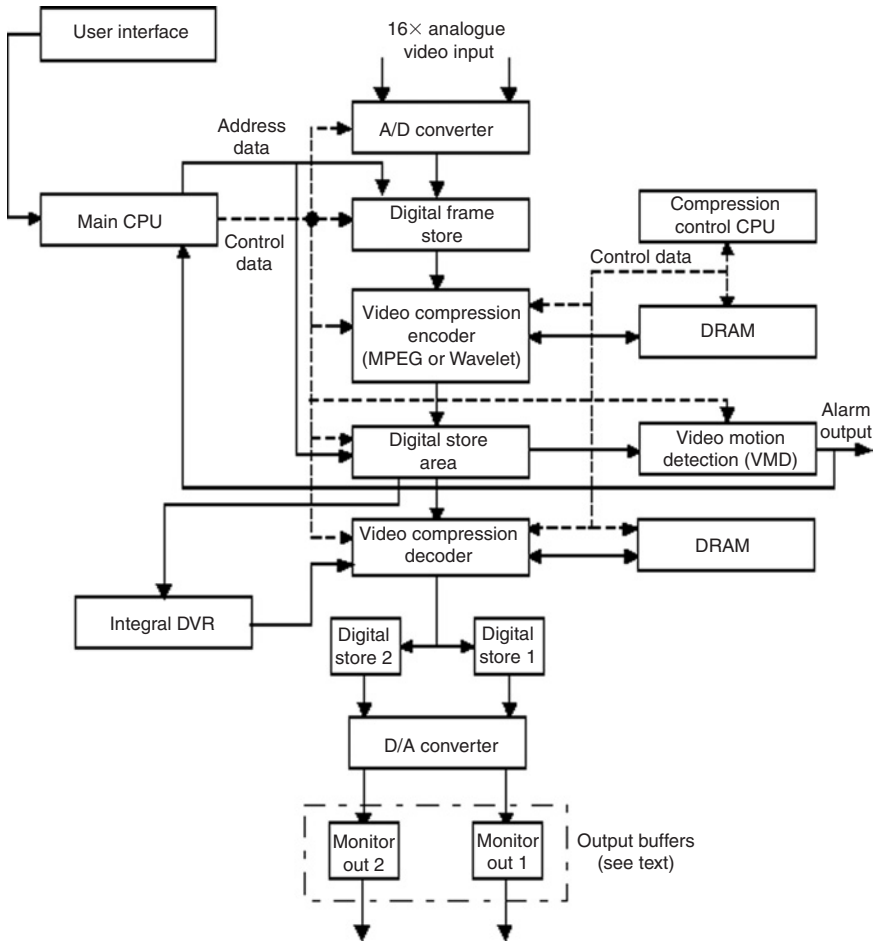 User interface
16× analogue
video input
Address
data
A/D converter
Main CPU
Control
data
Digital frame
store
Compression
control CPU
Control data
Video compression
encoder
(MPEG or Wavelet)
DRAM
Digital store
area
Video motion
detection (VMD)
Alarm
output
Video compression
decoder
DRAM
Integral DVR
Digital
store 2
Digital
store 1
D/A converter
Monitor
out 2
Monitor
out 1
Output buffers
(see text)